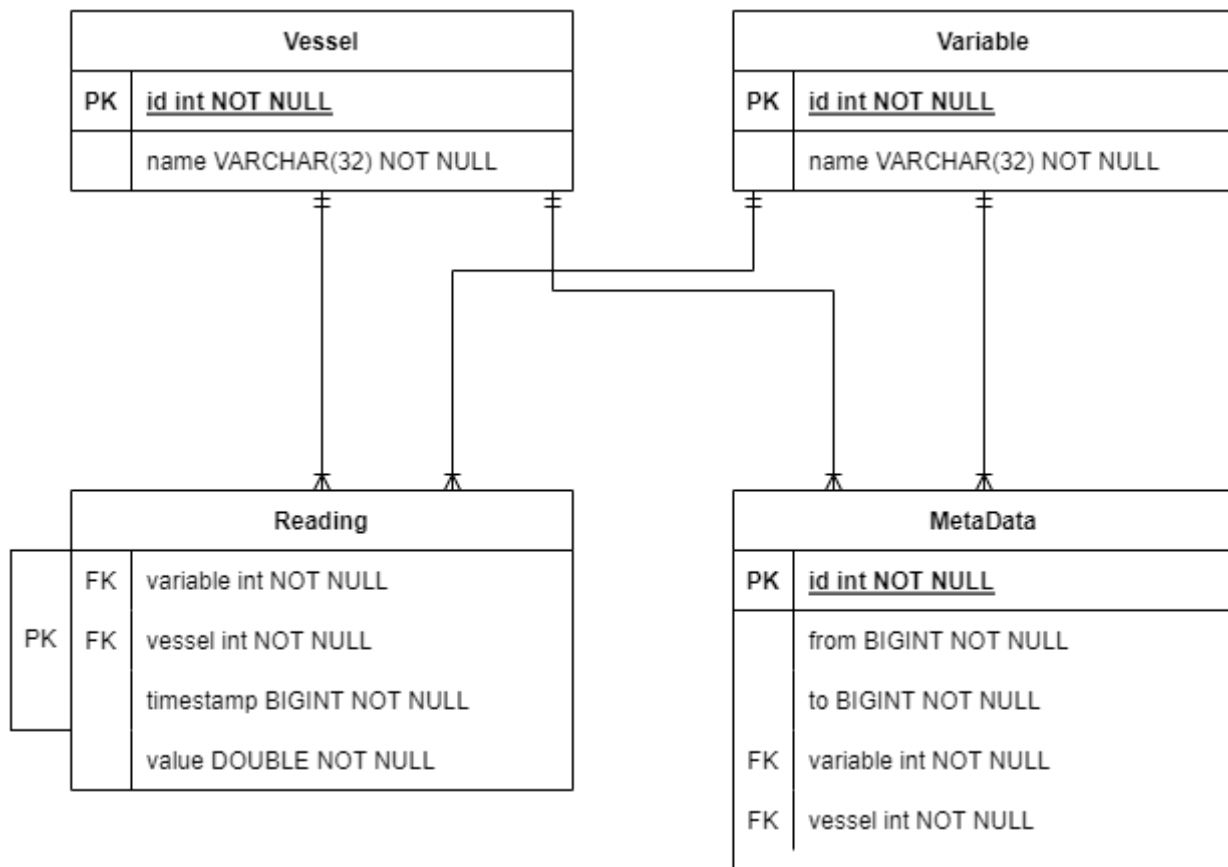 Vessel
PK id int NOT NULL
name VARCHAR(32) NOT NULL
Variable
PK id int NOT NULL
name VARCHAR(32) NOT NULL
Reading
PK
FK variable int NOT NULL
FK vessel int NOT NULL
timestamp BIGINT NOT NULL
value DOUBLE NOT NULL
MetaData
PK id int NOT NULL
from BIGINT NOT NULL
to BIGINT NOT NULL
FK variable int NOT NULL
FK vessel int NOT NULL